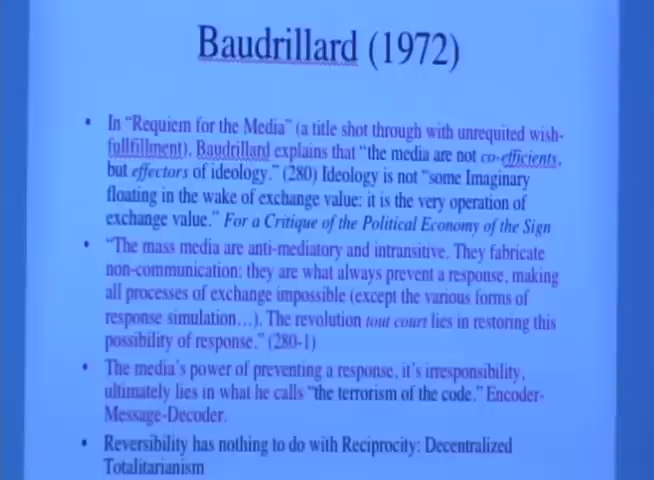 Baudrillard (1972)
• In “Requiem for the Media” (a title shot through with unrequited wish-
fullfillment), Baudrillard explains that “the media are not co-efficients,
but effectors of ideology.” (280) Ideology is not “some Imaginary
floating in the wake of exchange value: it is the very operation of
exchange value.” For a Critique of the Political Economy of the Sign
• “The mass media are anti-mediatory and intransitive. They fabricate
non-communication; they are what always prevent a response, making
all processes of exchange impossible (except the various forms of
response simulation…). The revolution tout court lies in restoring this
possibility of response.” (280-1)
• The media’s power of preventing a response, it’s irresponsibility,
ultimately lies in what he calls “the terrorism of the code.” Encoder-
Message-Decoder.
• Reversibility has nothing to do with Reciprocity: Decentralized
Totalitarianism